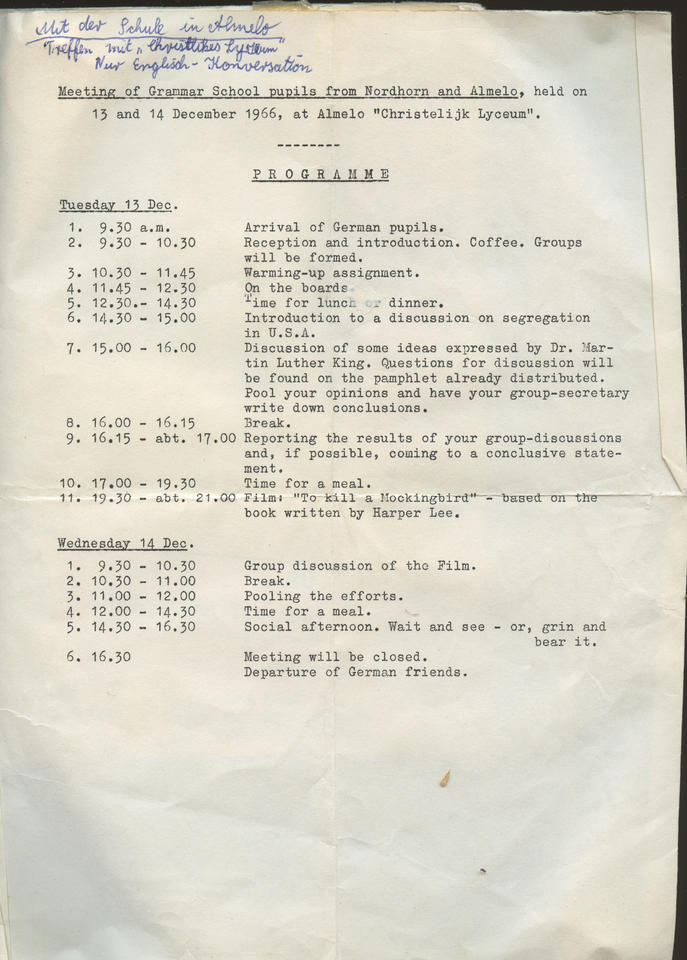 Mit der Schule in Almelo
Treffen mit "Christlikes Lyceum"
Nur Englisch - Konversation
Meeting of Grammar School pupils from Nordhorn and Almelo, held on
13 and 14 December 1966, at Almelo "Christelijk Lyceum".
--------
PROGRAMME
Tuesday 13 Dec.
1. 9.30 a.m. Arrival of German pupils.
2. 9.30 - 10.30 Reception and introduction. Coffee. Groups
will be formed.
3. 10.30 - 11.45 Warming-up assignment.
4. 11.45 - 12.30 On the boards.
5. 12.30.- 14.30 Time for lunch or dinner.
6. 14.30 - 15.00 Introduction to a discussion on segregation
in U.S.A.
7. 15.00 - 16.00 Discussion of some ideas expressed by Dr. Mar-
tin Luther King. Questions for discussion will
be found on the pamphlet already distributed.
Pool your opinions and have your group-secretary
write down conclusions.
8. 16.00 - 16.15 Break.
9. 16.15 - abt. 17.00 Reporting the results of your group-discussions
and, if possible, coming to a conclusive state-
ment.
10. 17.00 - 19.30 Time for a meal.
11. 19.30 - abt. 21.00 Film: "To kill a Mockingbird" - based on the
book written by Harper Lee.
Wednesday 14 Dec.
1. 9.30 - 10.30 Group discussion of the Film.
2. 10.30 - 11.00 Break.
3. 11.00 - 12.00 Pooling the efforts.
4. 12.00 - 14.30 Time for a meal.
5. 14.30 - 16.30 Social afternoon. Wait and see - or, grin and
bear it.
6. 16.30 Meeting will be closed.
Departure of German friends.